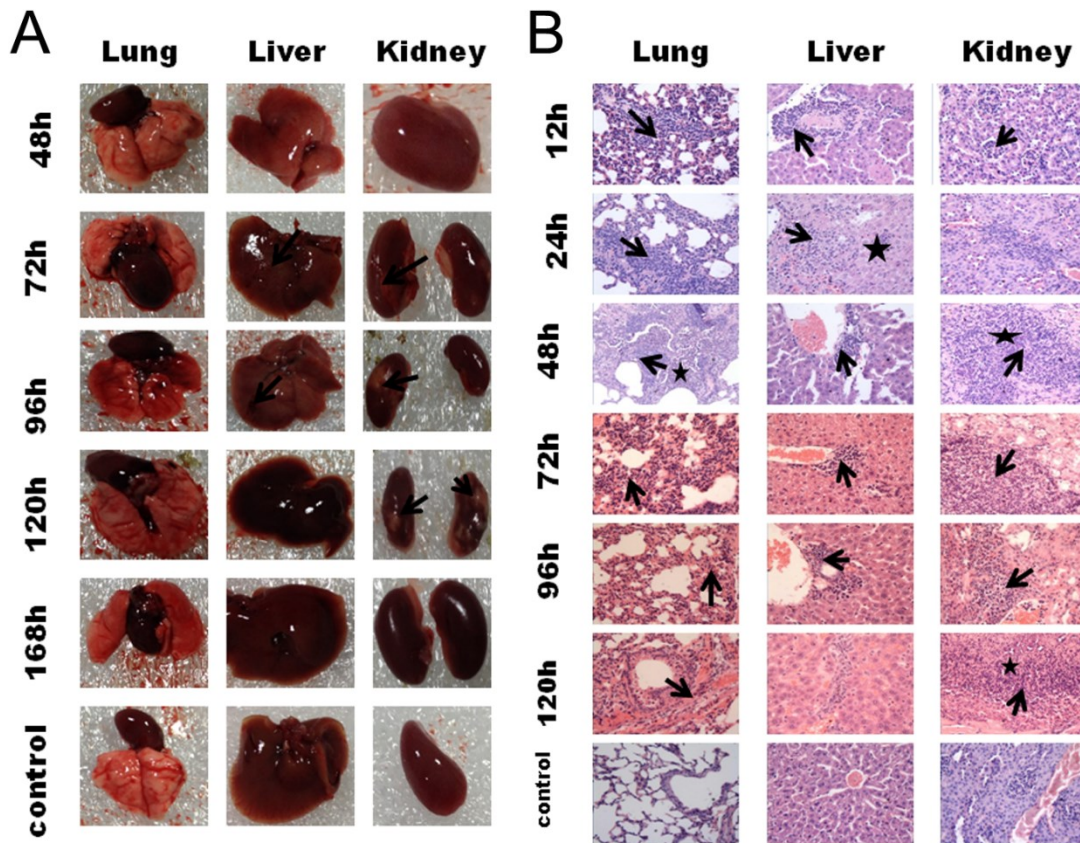 A
Lung Liver Kidney
48h
72h
96h
120h
168h
control
B
Lung Liver Kidney
12h
24h
48h
72h
96h
120h
control